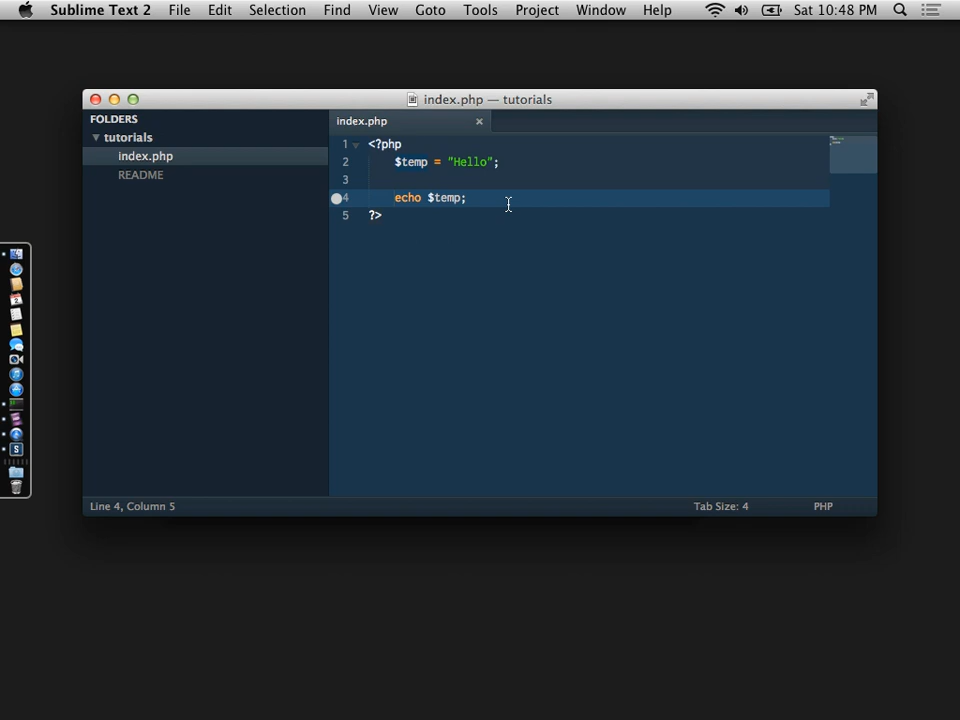 Sublime Text 2 File Edit Selection Find View Goto Tools Project Window Help Sat 10:48 PM
index.php — tutorials
FOLDERS
tutorials
index.php
README
index.php ×
1 <?php
2 $temp = "Hello";
3
4 echo $temp;
5 ?>
Line 4, Column 5 Tab Size: 4 PHP